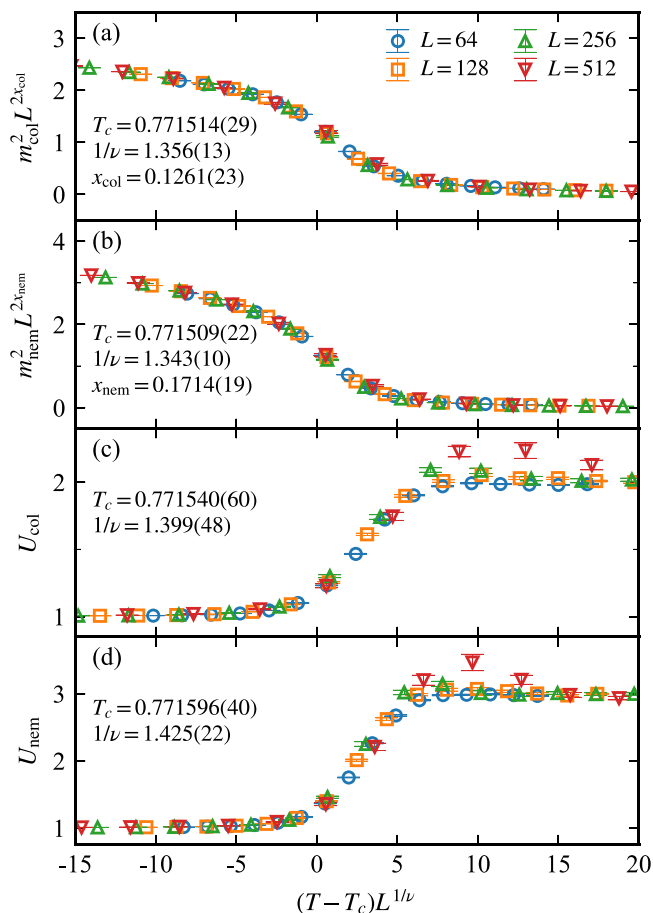 (a)
L=64
L=256
L=128
L=512
T_c=0.771514(29)
1/ν=1.356(13)
x_col=0.1261(23)
m²_col L^{2x_col}
3
2
1
0
(b)
T_c=0.771509(22)
1/ν=1.343(10)
x_nem=0.1714(19)
m²_nem L^{2x_nem}
4
2
0
(c)
T_c=0.771540(60)
1/ν=1.399(48)
U_col
2
1
(d)
T_c=0.771596(40)
1/ν=1.425(22)
U_nem
3
2
1
-15 -10 -5 0 5 10 15 20
(T−T_c)L^{1/ν}